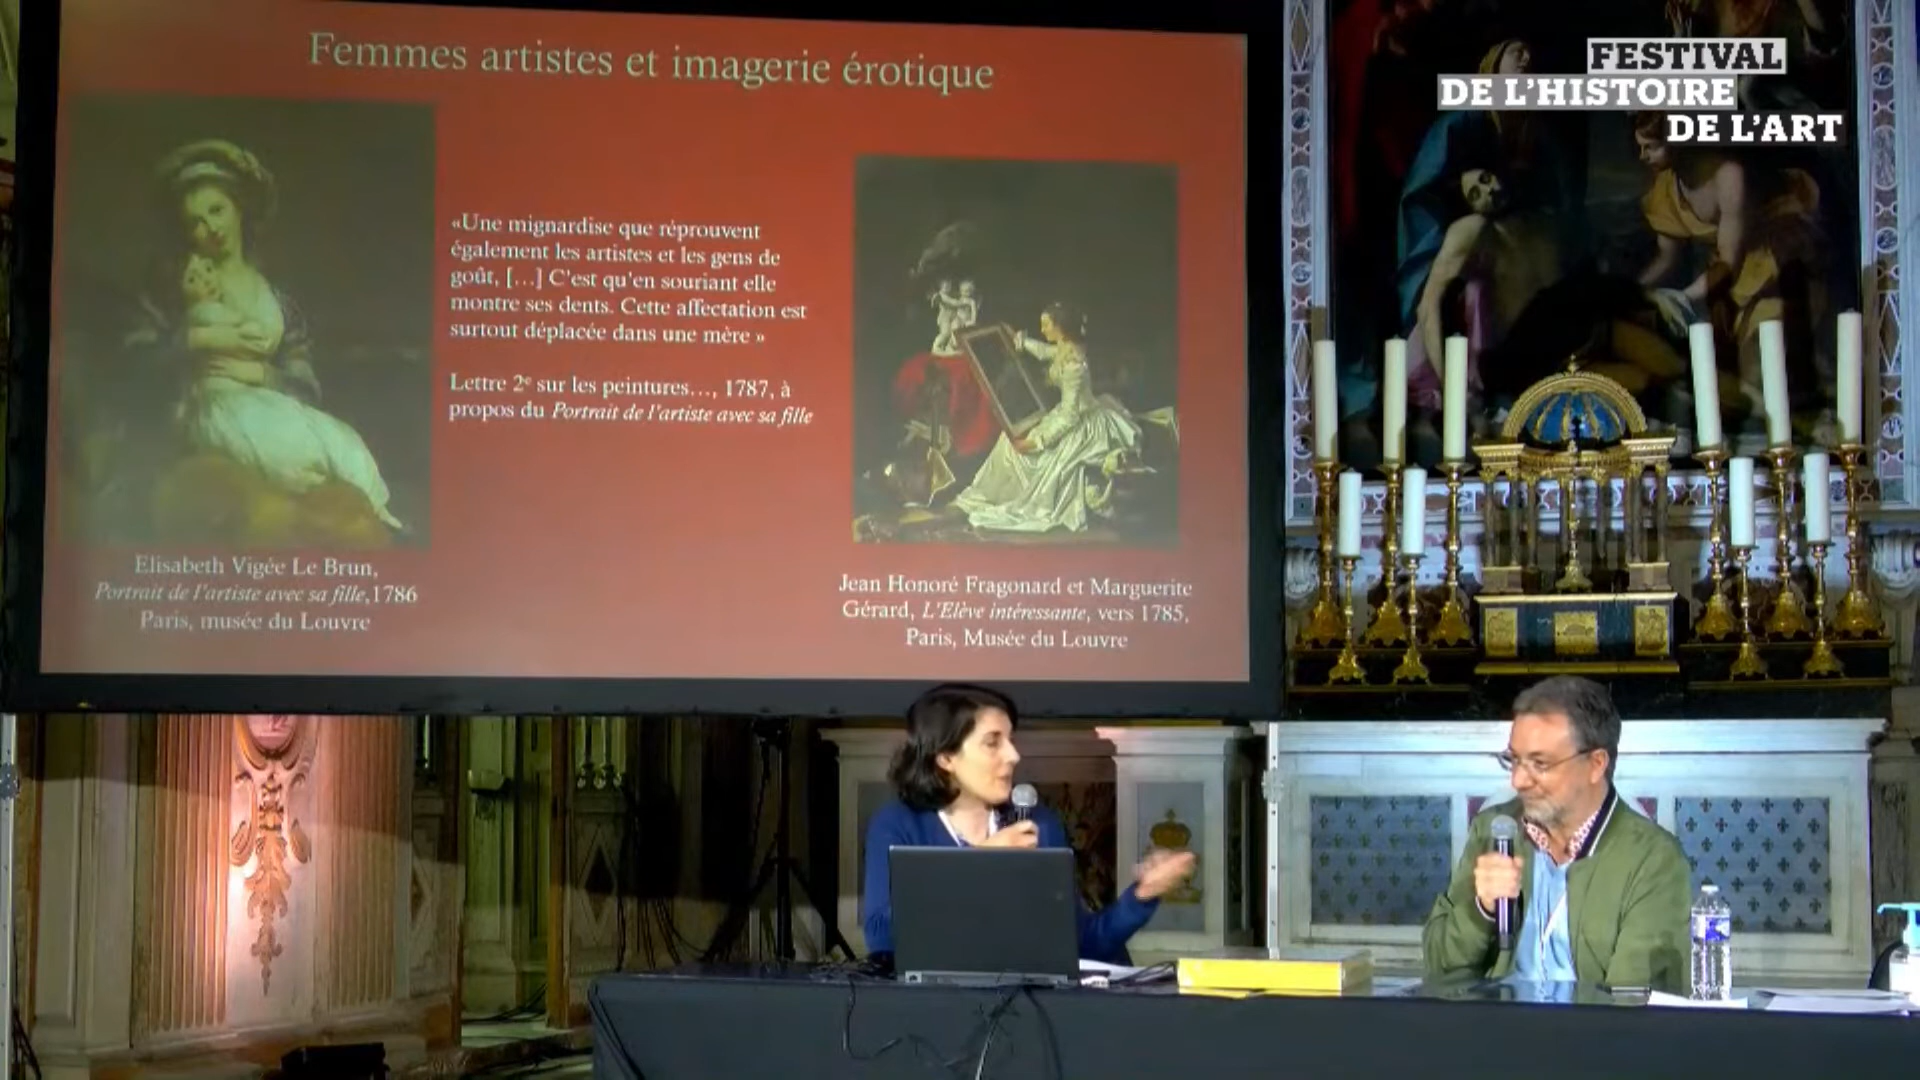 Femmes artistes et imagerie érotique
FESTIVAL
DE L'HISTOIRE
DE L'ART
«Une mignardise que réprouvent
également les artistes et les gens de
goût, […] C'est qu'en souriant elle
montre ses dents. Cette affectation est
surtout déplacée dans une mère »
Lettre 2e sur les peintures…, 1787, à
propos du Portrait de l'artiste avec sa fille
Elisabeth Vigée Le Brun,
Portrait de l'artiste avec sa fille,1786
Paris, musée du Louvre
Jean Honoré Fragonard et Marguerite
Gérard, L'Elève intéressante, vers 1785,
Paris, Musée du Louvre